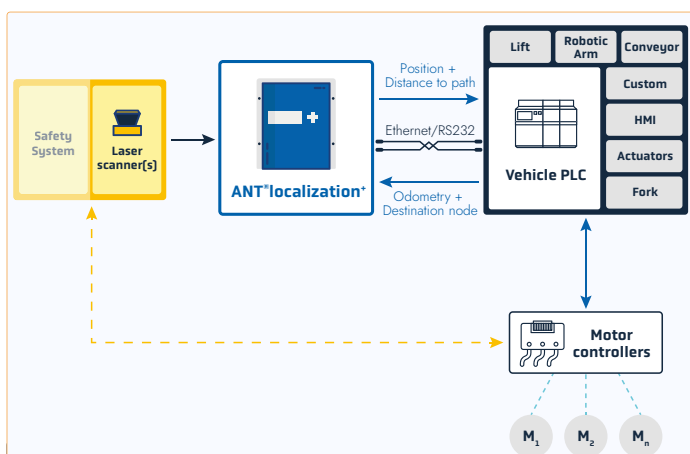 Safety
System
Laser
scanner[s]
ANT®localization⁺
Position +
Distance to path
Ethernet/RS232
Odometry +
Destination node
Lift
Robotic
Arm
Conveyor
Vehicle PLC
Custom
HMI
Actuators
Fork
Motor
controllers
M₁
M₂
Mₙ